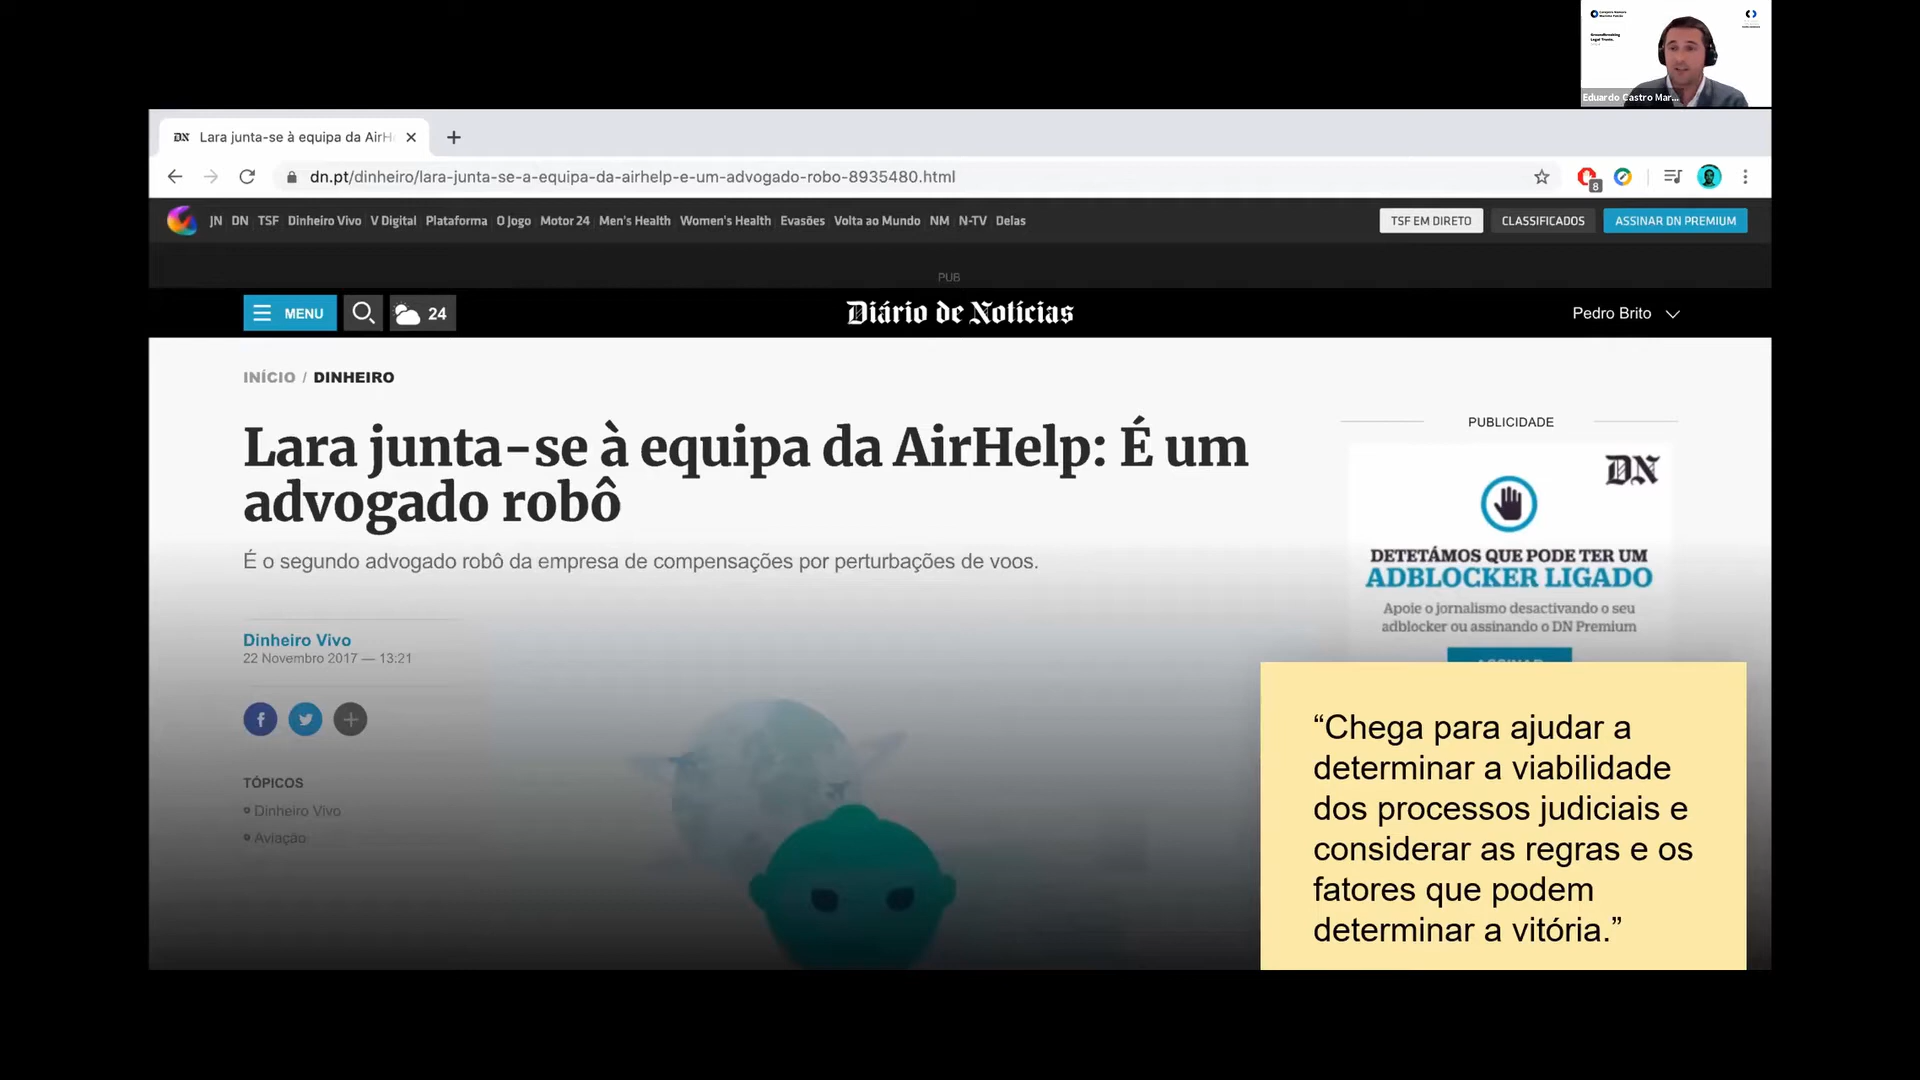 Groundbreaking
Legal Trends.
Eduardo Castro Mar...
DN Lara junta-se à equipa da AirH
dn.pt/dinheiro/lara-junta-se-a-equipa-da-airhelp-e-um-advogado-robo-8935480.html
8
JN DN TSF Dinheiro Vivo V Digital Plataforma O Jogo Motor 24 Men's Health Women's Health Evasões Volta ao Mundo NM N-TV Delas
TSF EM DIRETO CLASSIFICADOS ASSINAR DN PREMIUM
PUB
MENU 24 Diário de Notícias Pedro Brito
INÍCIO / DINHEIRO
Lara junta-se à equipa da AirHelp: É um
advogado robô
É o segundo advogado robô da empresa de compensações por perturbações de voos.
Dinheiro Vivo
22 Novembro 2017 — 13:21
TÓPICOS
Dinheiro Vivo
Aviação
PUBLICIDADE
DN
DETETÁMOS QUE PODE TER UM
ADBLOCKER LIGADO
Apoie o jornalismo desactivando o seu
adblocker ou assinando o DN Premium
“Chega para ajudar a
determinar a viabilidade
dos processos judiciais e
considerar as regras e os
fatores que podem
determinar a vitória.”